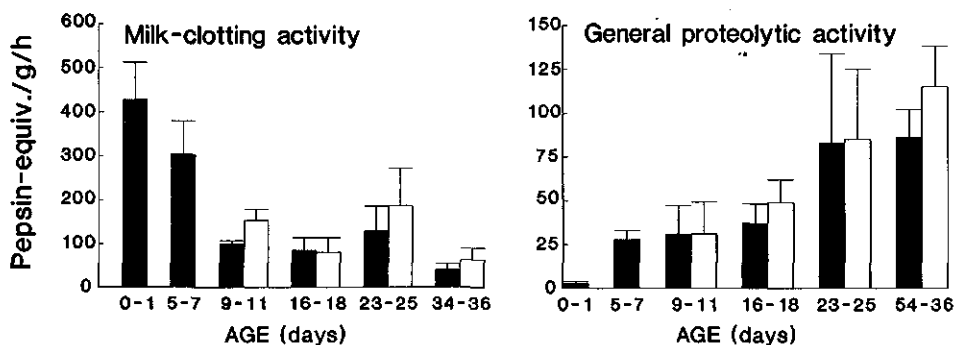 Milk-clotting activity
Pepsin-equiv./g/h
600
500
400
300
200
100
0
0-1 5-7 9-11 16-18 23-25 34-36
AGE (days)
General proteolytic activity
150
125
100
75
50
25
0
0-1 5-7 9-11 16-18 23-25 54-36
AGE (days)